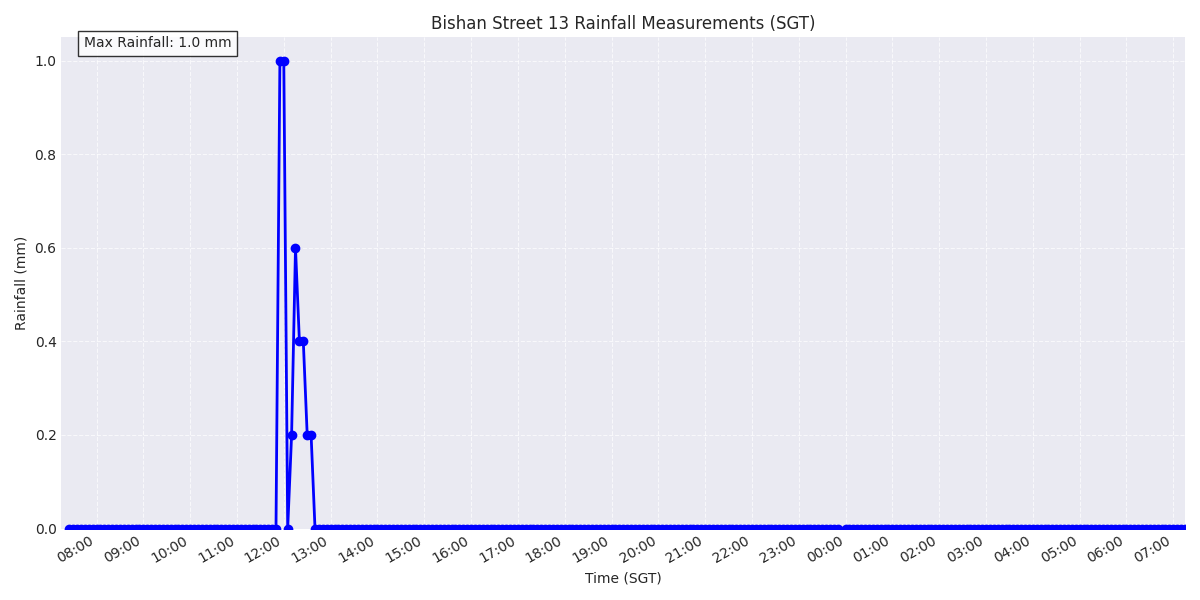 Bishan Street 13 Rainfall Measurements (SGT)
Max Rainfall: 1.0 mm
1.0
0.8
0.6
0.4
0.2
0.0
Rainfall (mm)
08:00 09:00 10:00 11:00 12:00 13:00 14:00 15:00 16:00 17:00 18:00 19:00 20:00 21:00 22:00 23:00 00:00 01:00 02:00 03:00 04:00 05:00 06:00 07:00
Time (SGT)